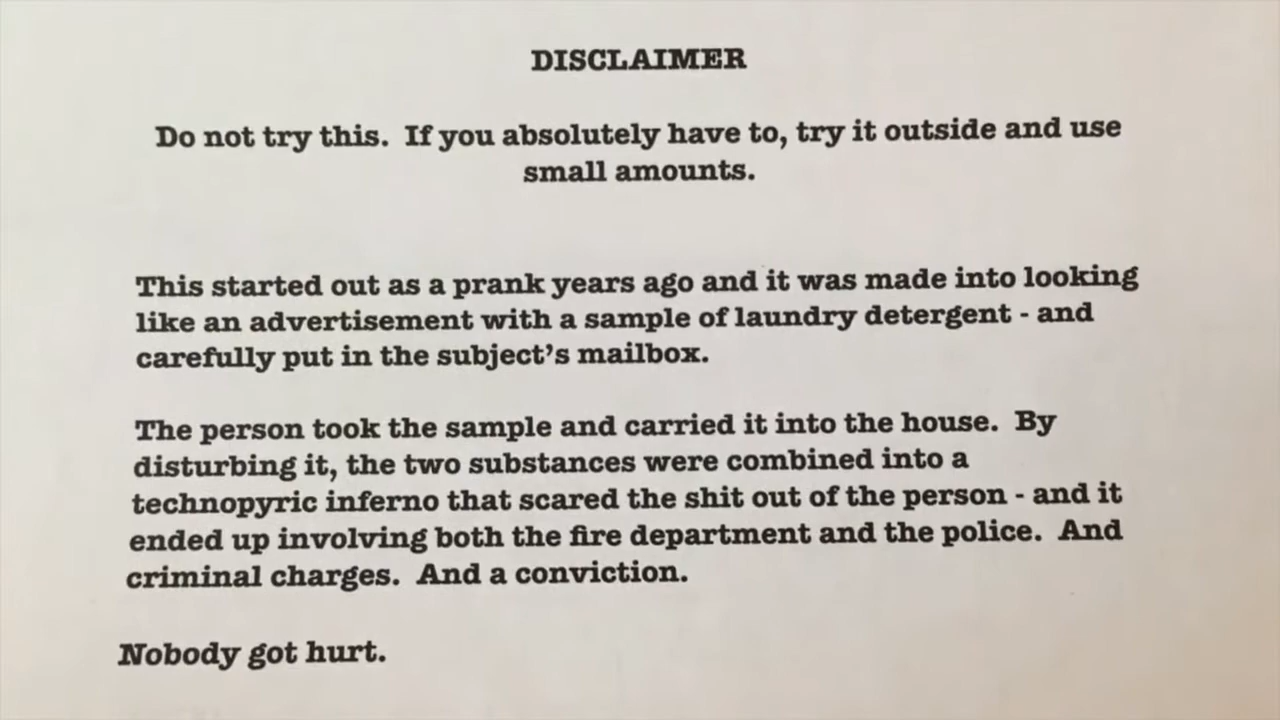 DISCLAIMER
Do not try this. If you absolutely have to, try it outside and use
small amounts.
This started out as a prank years ago and it was made into looking
like an advertisement with a sample of laundry detergent - and
carefully put in the subject's mailbox.
The person took the sample and carried it into the house. By
disturbing it, the two substances were combined into a
technopyric inferno that scared the shit out of the person - and it
ended up involving both the fire department and the police. And
criminal charges. And a conviction.
Nobody got hurt.